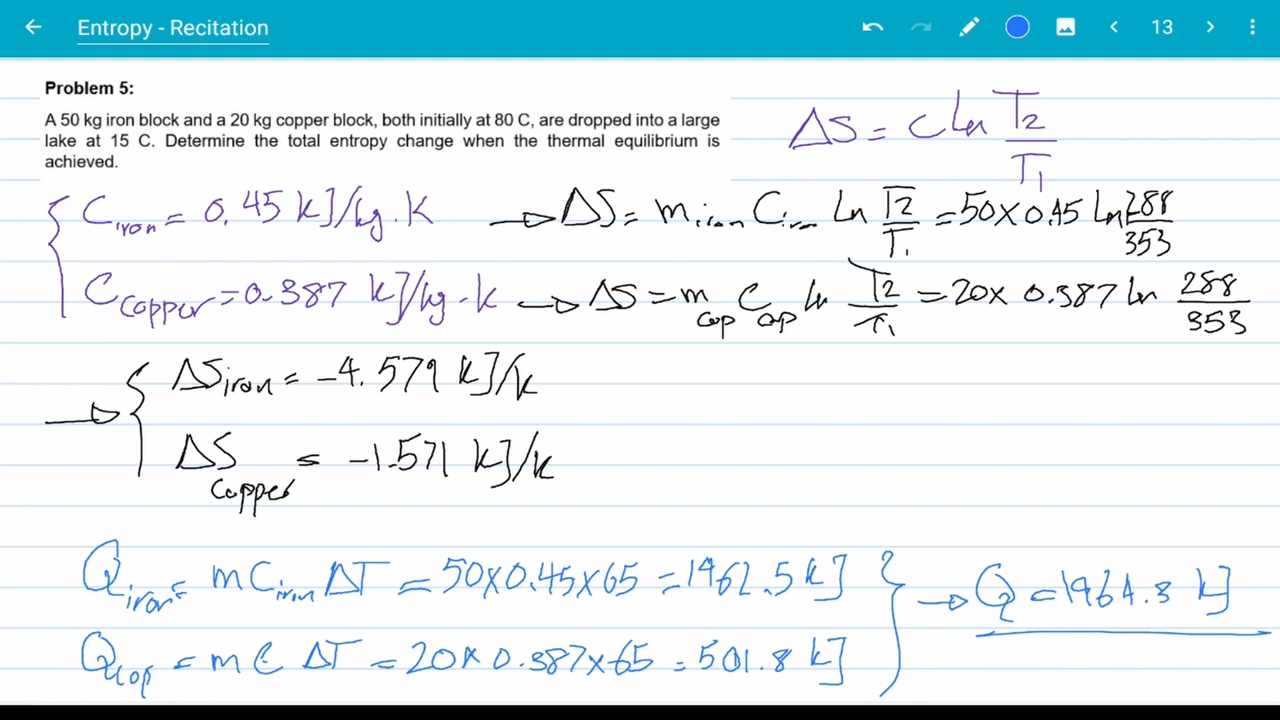 Entropy - Recitation
13
Problem 5:
A 50 kg iron block and a 20 kg copper block, both initially at 80 C, are dropped into a large
lake at 15 C. Determine the total entropy change when the thermal equilibrium is
achieved.
ΔS = C ln T2/T1
C iron = 0.45 kJ/kg.K → ΔS = m iron C iron ln T2/T1 = 50 × 0.45 ln 288/353
C copper = 0.387 kJ/kg.K → ΔS = m cop C cop ln T2/T1 = 20 × 0.387 ln 288/353
→ { ΔS iron = -4.579 kJ/K
ΔS copper = -1.571 kJ/K
Q iron = m C iron ΔT = 50×0.45×65 = 1462.5 kJ } → Q = 1964.3 kJ
Q cop = m C ΔT = 20 × 0.387×65 = 501.8 kJ